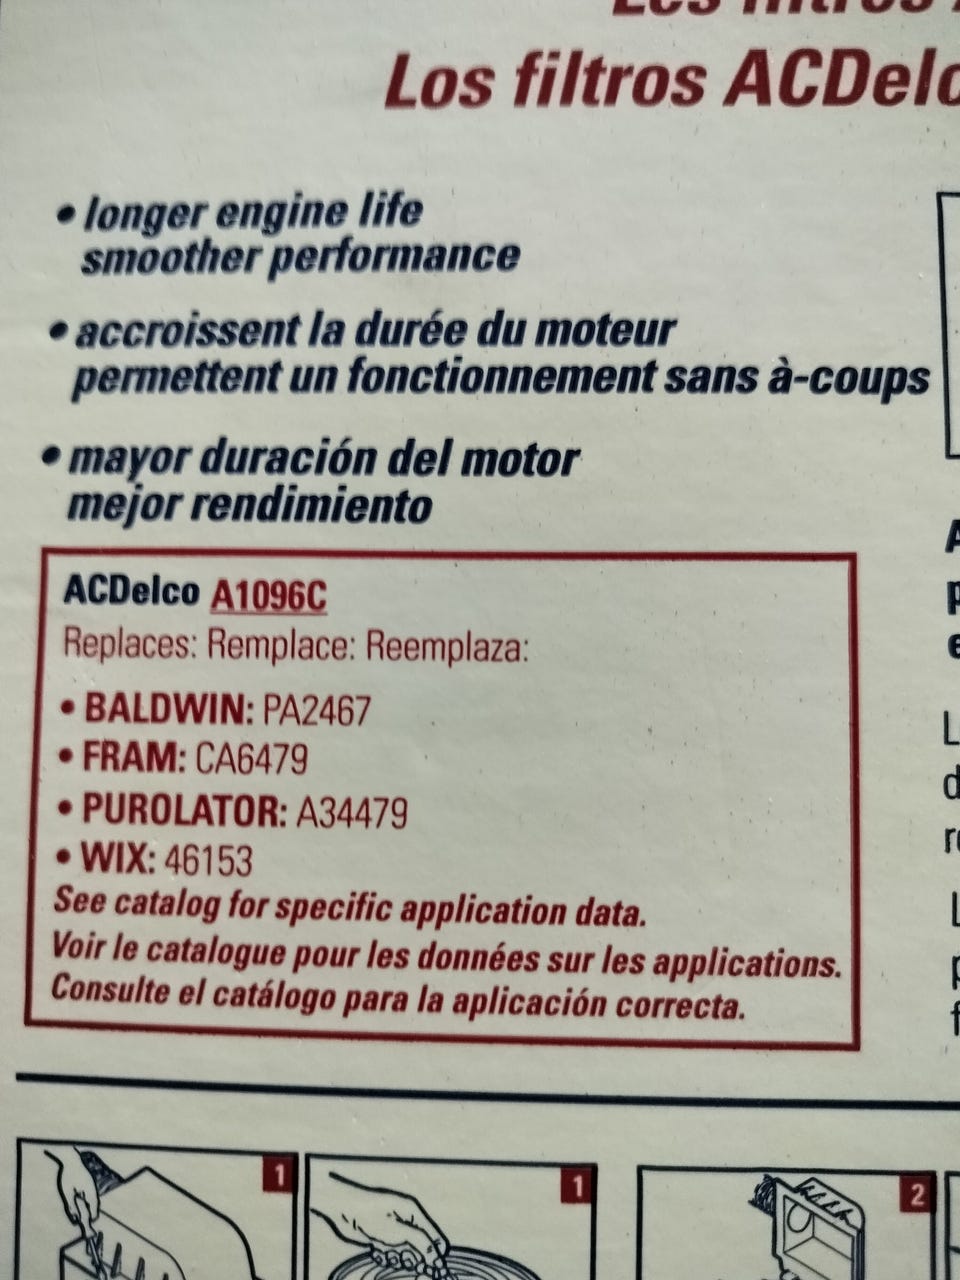 Los filtros ACDelc
• longer engine life
smoother performance
• accroissent la durée du moteur
permettent un fonctionnement sans à-coups
• mayor duración del motor
mejor rendimiento
ACDelco A1096C
Replaces: Remplace: Reemplaza:
• BALDWIN: PA2467
• FRAM: CA6479
• PUROLATOR: A34479
• WIX: 46153
See catalog for specific application data.
Voir le catalogue pour les données sur les applications.
Consulte el catálogo para la aplicación correcta.
1
1
2